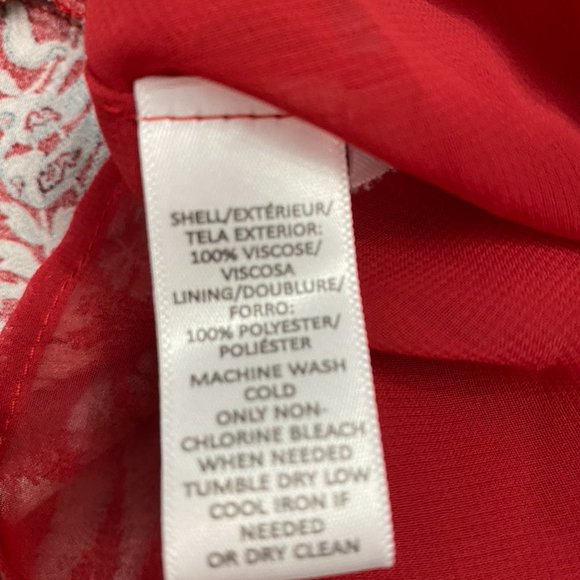 SHELL/EXTÉRIEUR/
TELA EXTERIOR:
100% VISCOSE/
VISCOSA
LINING/DOUBLURE/
FORRO:
100% POLYESTER/
POLIÉSTER
MACHINE WASH
COLD
ONLY NON-
CHLORINE BLEACH
WHEN NEEDED
TUMBLE DRY LOW
COOL IRON IF
NEEDED
OR DRY CLEAN